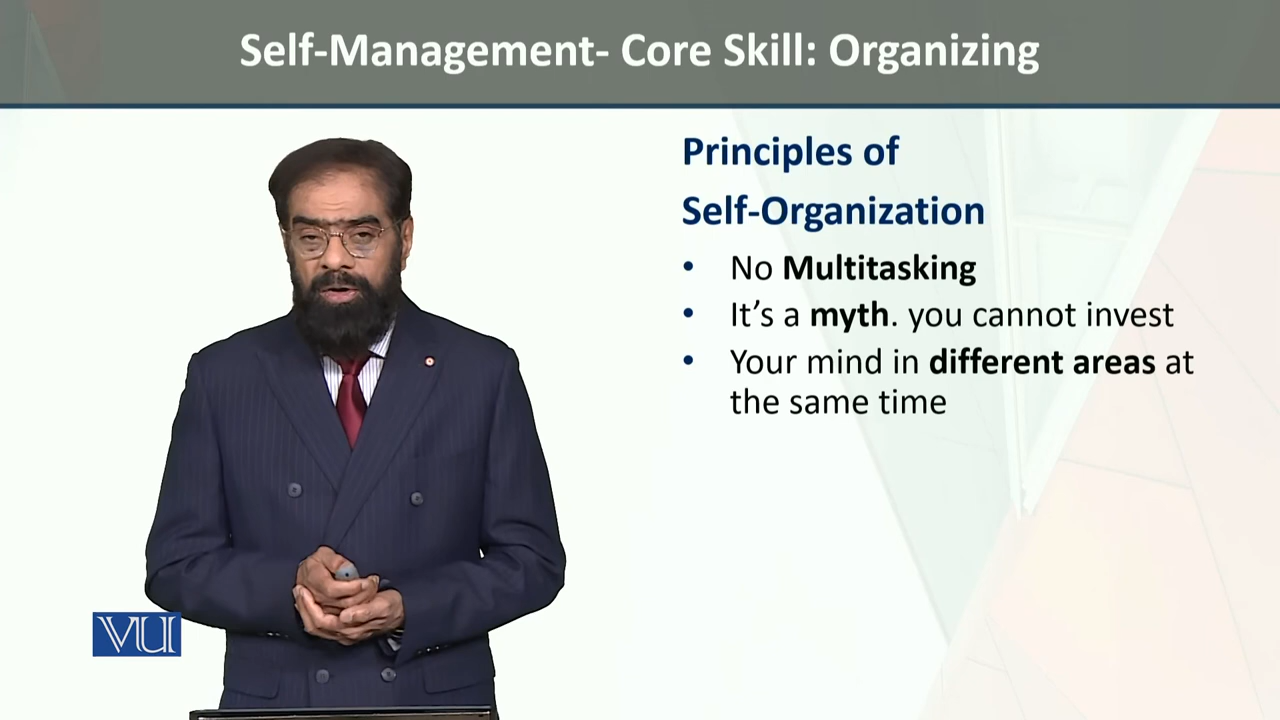 Self-Management- Core Skill: Organizing
Principles of
Self-Organization
• No Multitasking
• It’s a myth. you cannot invest
• Your mind in different areas at
the same time
VU